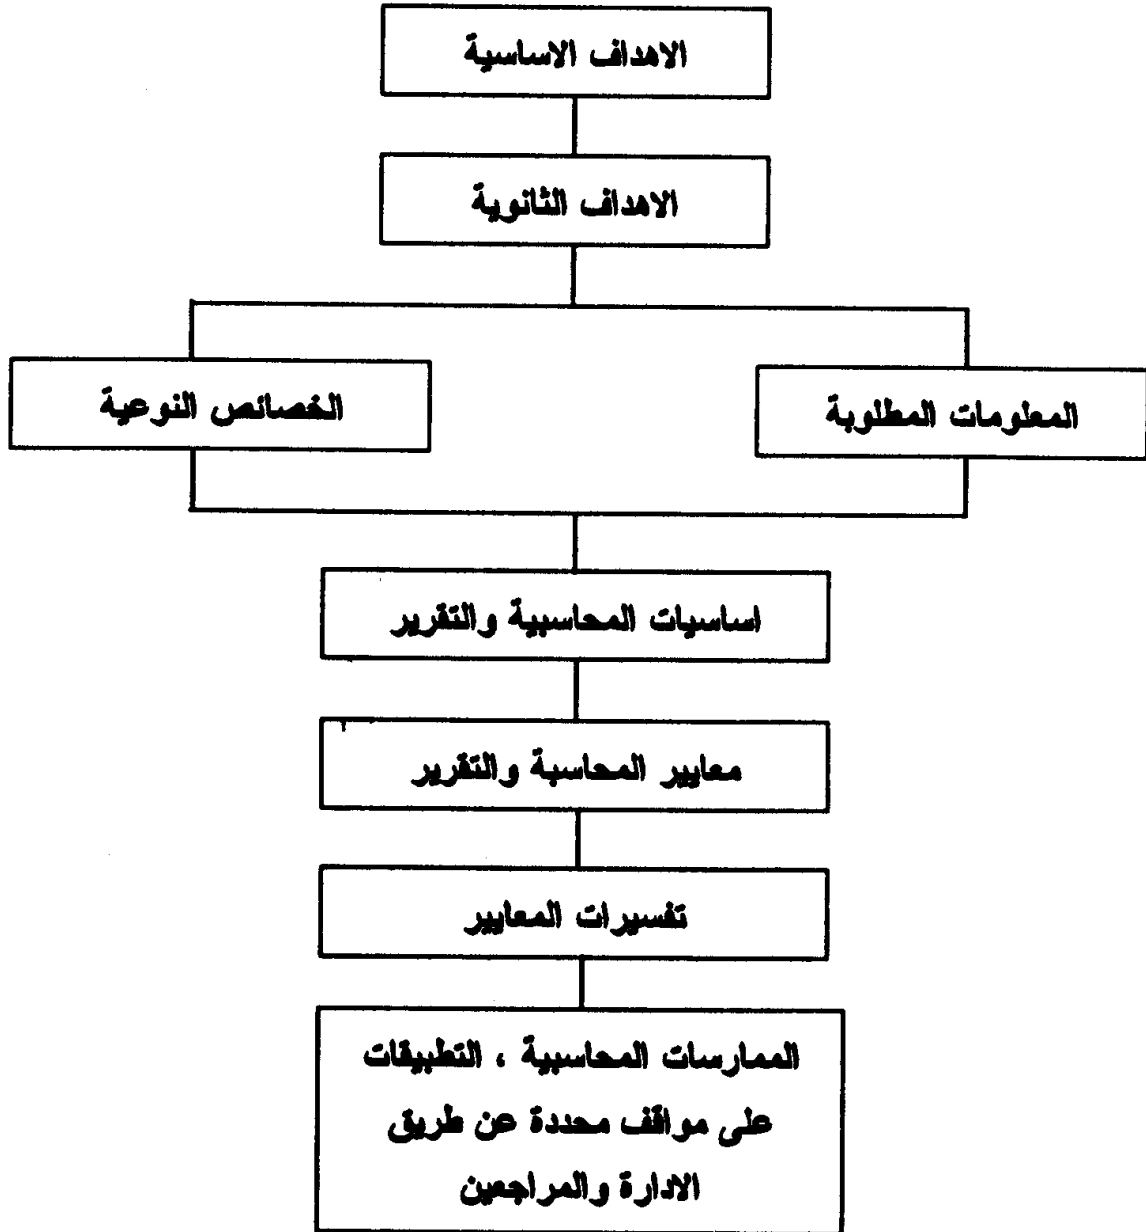 الاهداف الاساسية
الاهداف الثانوية
المعلومات المطلوبة
الخصائص النوعية
اساسيات المحاسبية والتقرير
معايير المحاسبة والتقرير
تفسيرات المعايير
الممارسات المحاسبية ، التطبيقات
على مواقف محددة عن طريق
الادارة والمراجعين